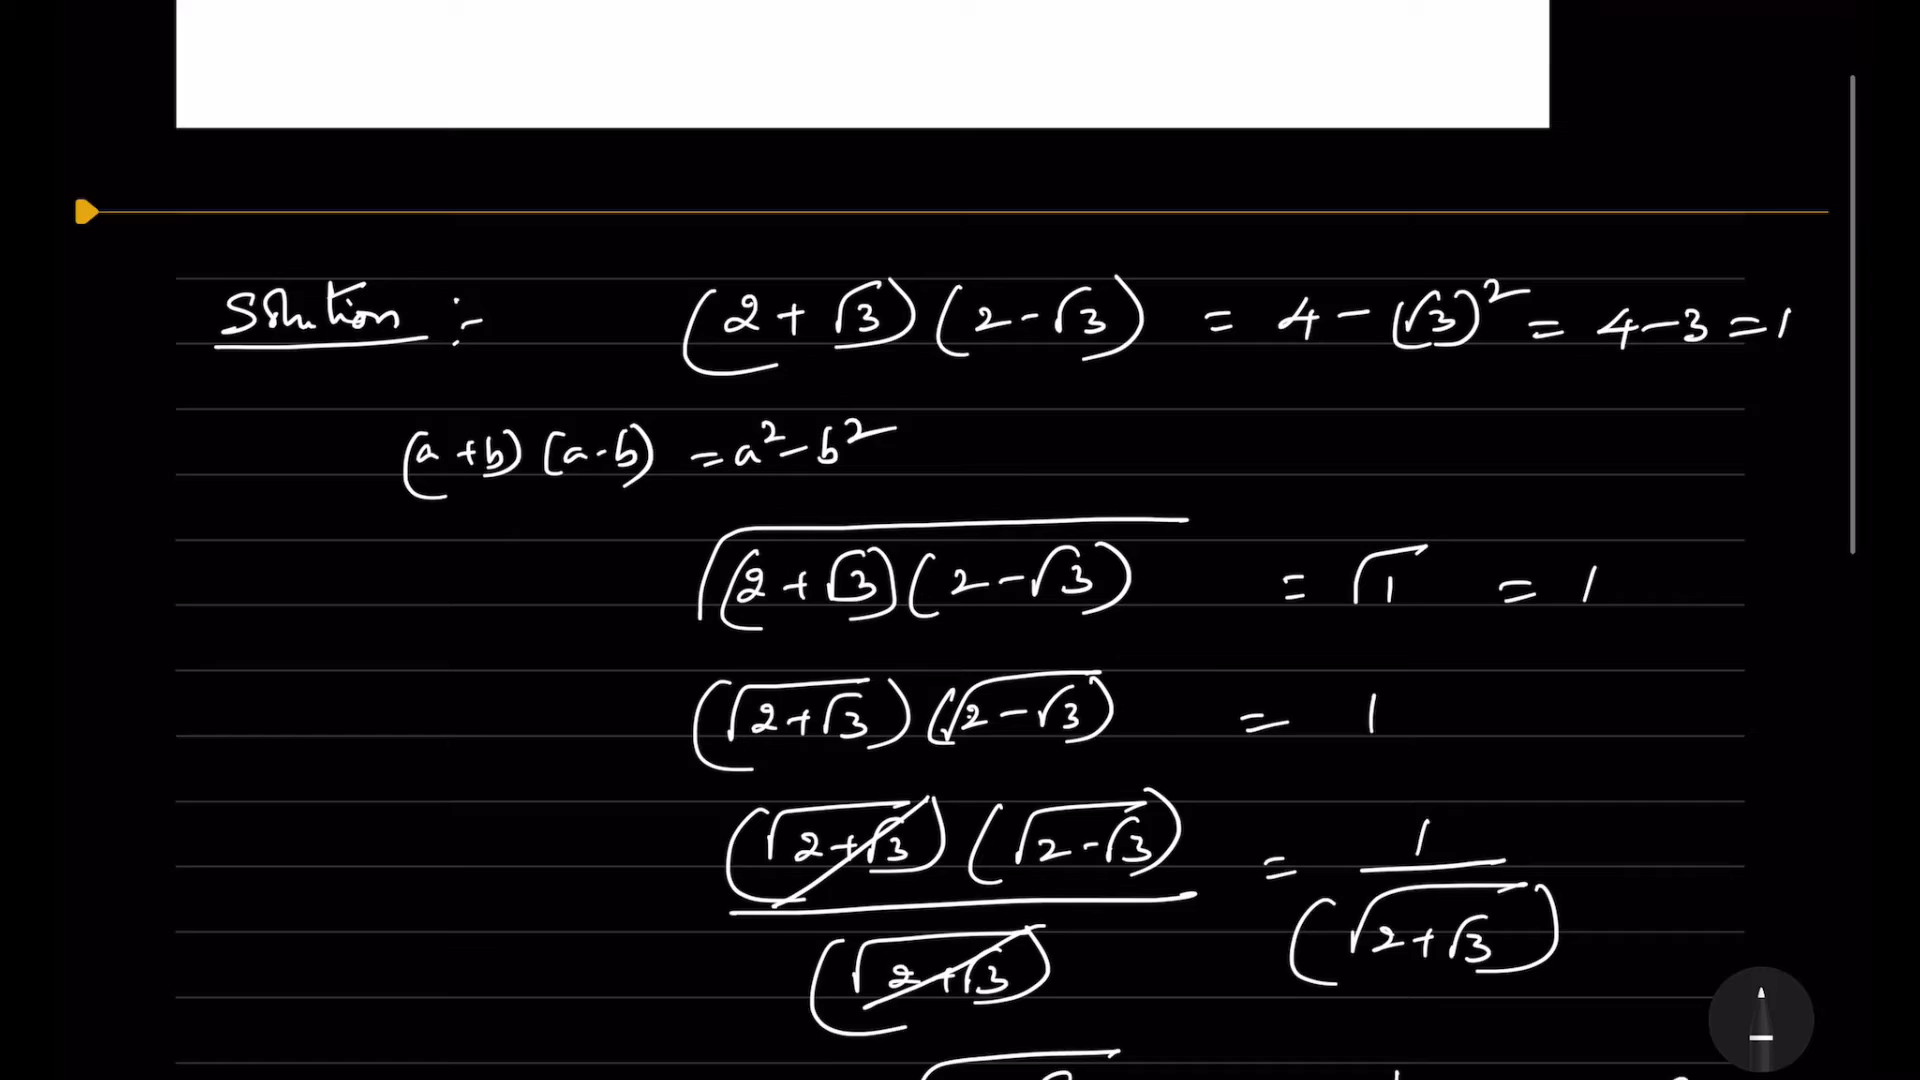 Solution :-
(2 + √3)(2 - √3) = 4 - (√3)² = 4 - 3 = 1
(a + b)(a - b) = a² - b²
√((2 + √3)(2 - √3)) = √1 = 1
(√(2 + √3))(√(2 - √3)) = 1
(√(2 + √3))(√(2 - √3)) / (√(2 + √3)) = 1 / (√(2 + √3))